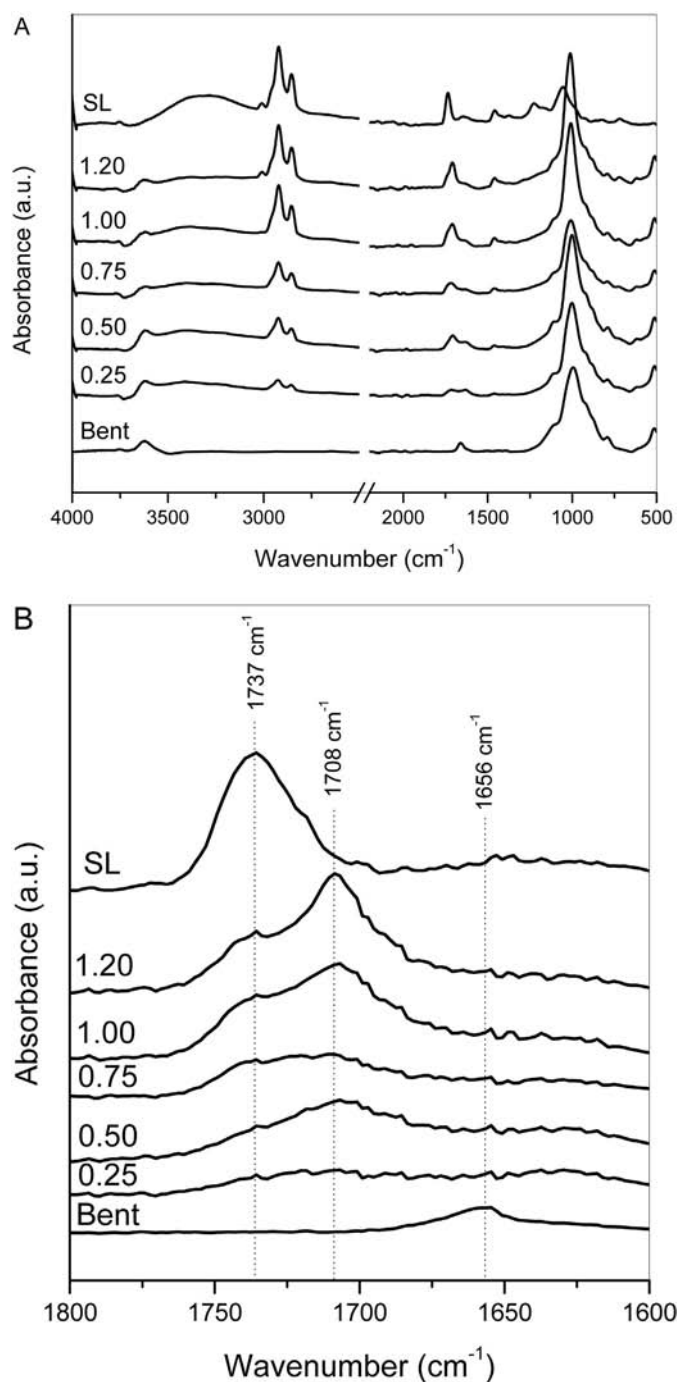 A
Absorbance (a.u.)
SL
1.20
1.00
0.75
0.50
0.25
Bent
4000 3500 3000 2000 1500 1000 500
Wavenumber (cm⁻¹)
B
Absorbance (a.u.)
1737 cm⁻¹
1708 cm⁻¹
1656 cm⁻¹
SL
1.20
1.00
0.75
0.50
0.25
Bent
1800 1750 1700 1650 1600
Wavenumber (cm⁻¹)